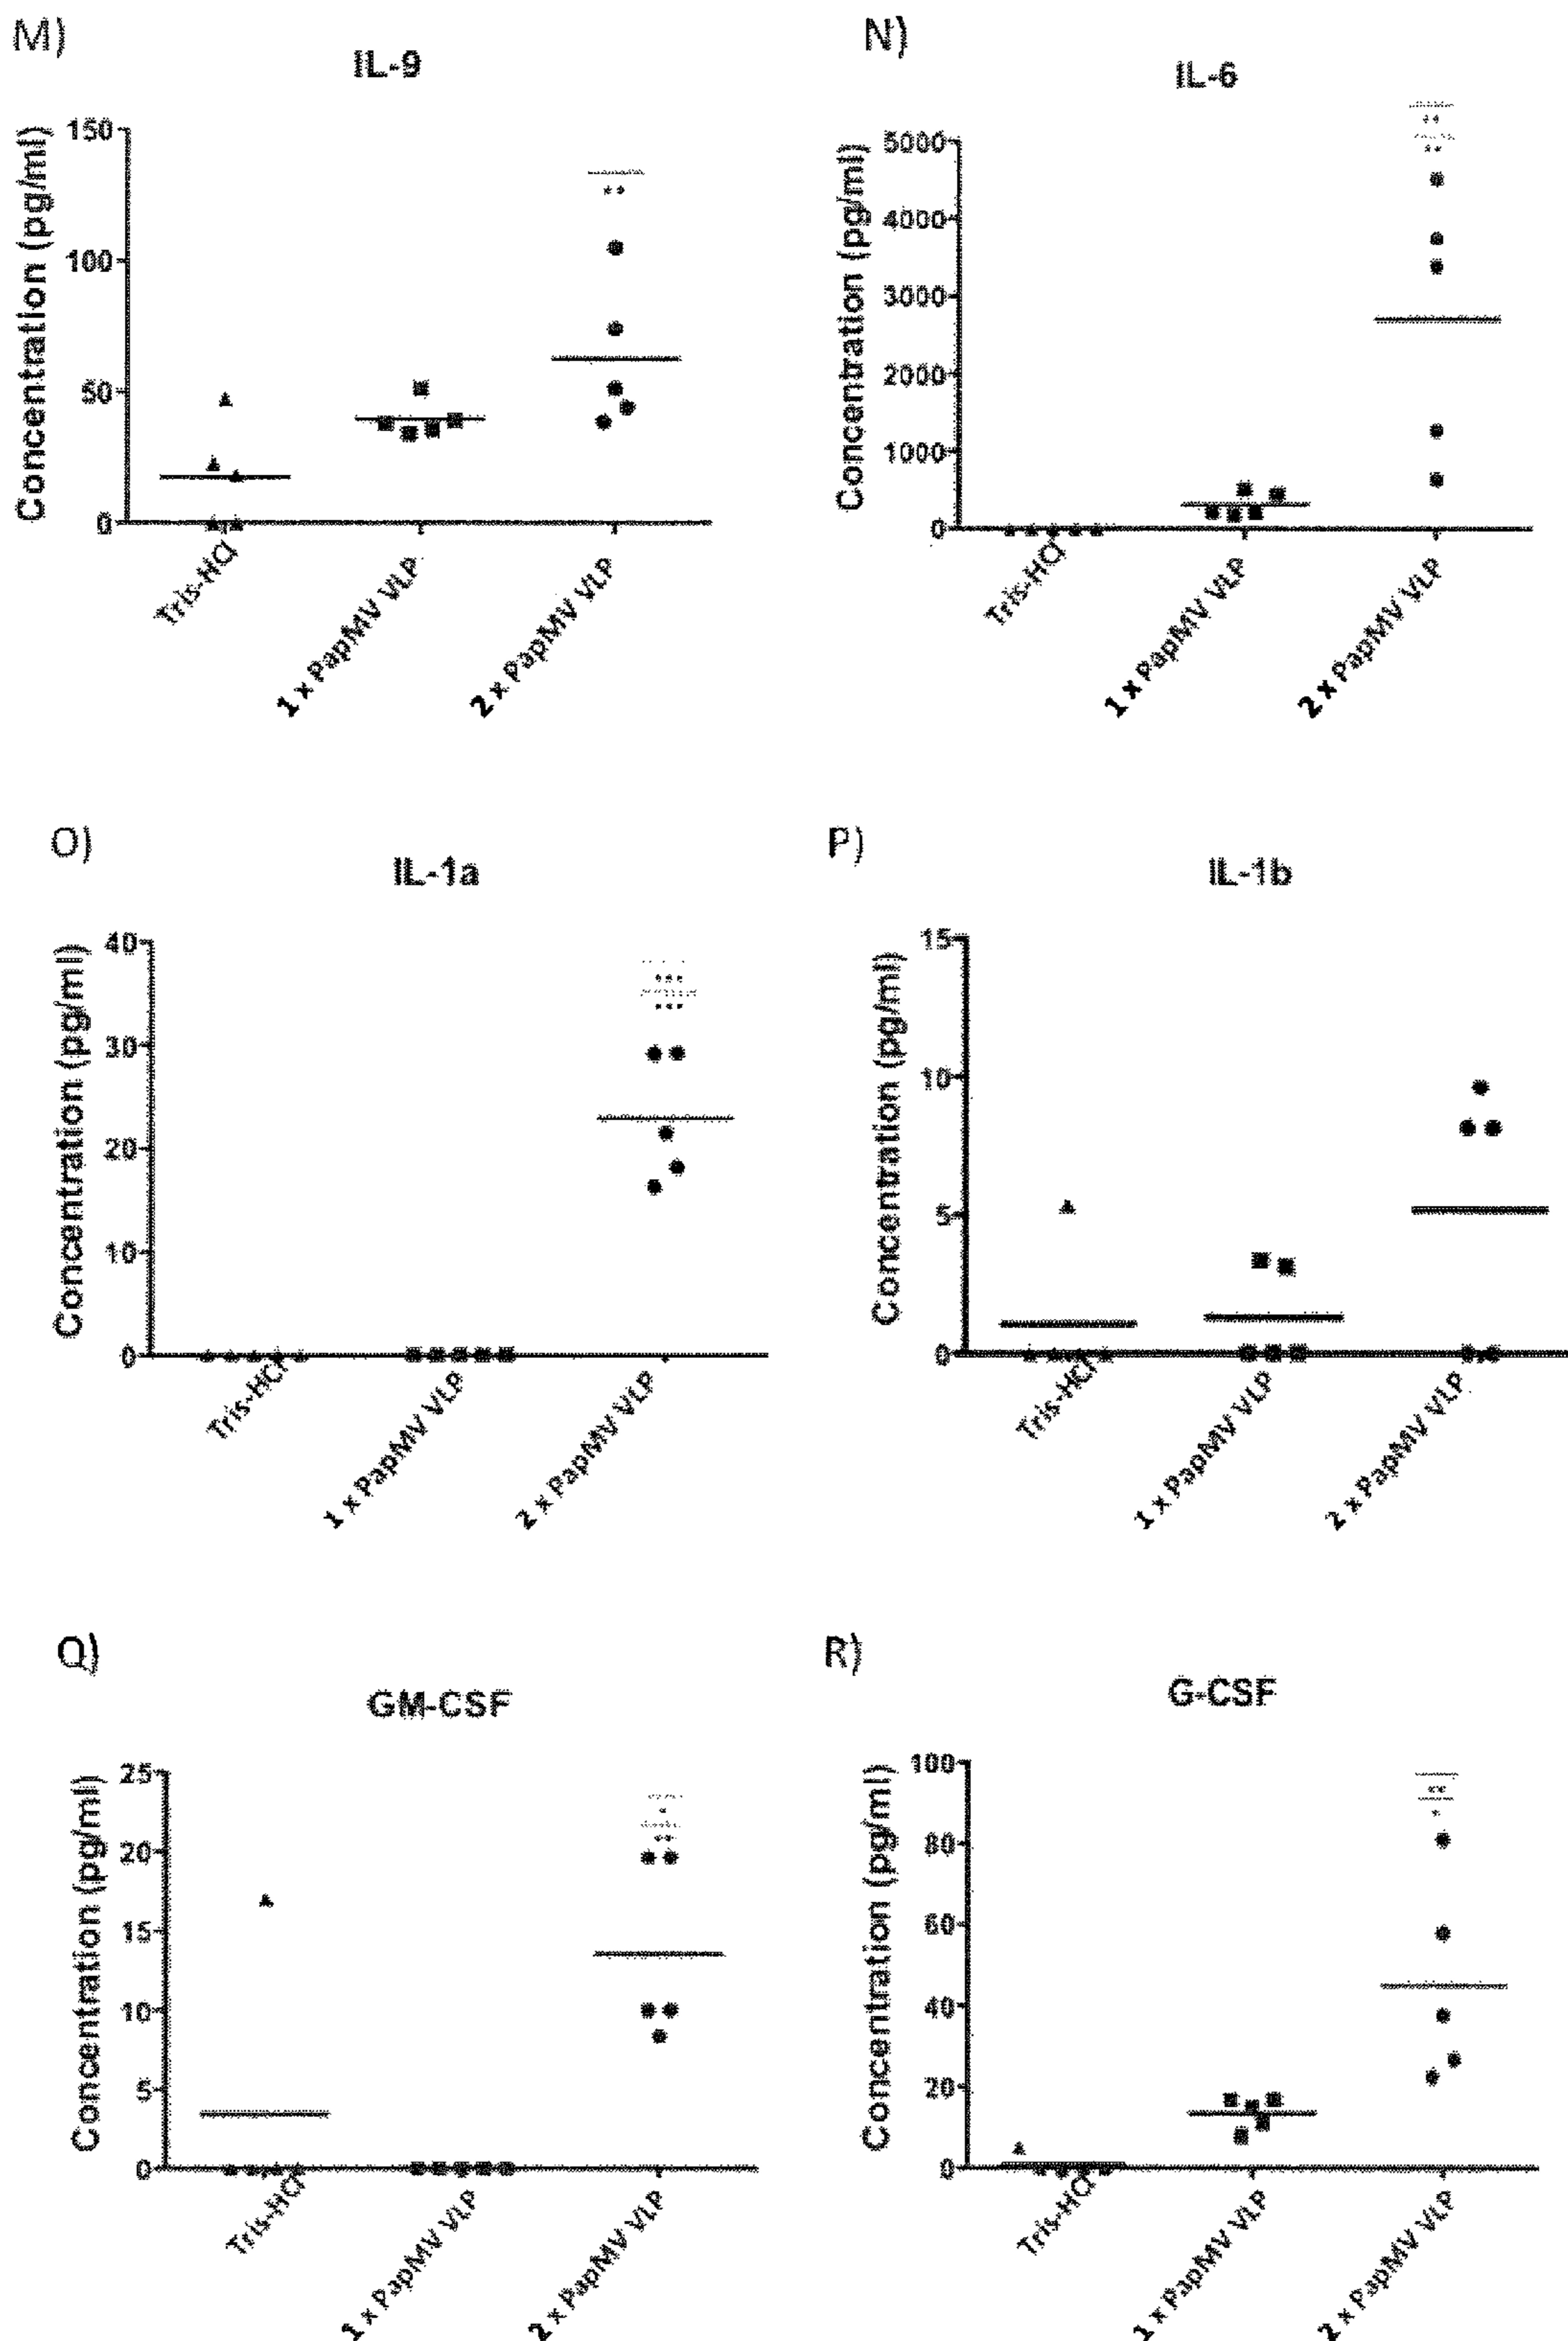 M)
IL-9
Concentration (pg/ml)
150
100
50
0
**
Tris-HCl
1 x PapMV VLP
2 x PapMV VLP
N)
IL-6
Concentration (pg/ml)
5000
4000
3000
2000
1000
0
**
**
Tris-HCl
1 x PapMV VLP
2 x PapMV VLP
O)
IL-1a
Concentration (pg/ml)
40
30
20
10
0
***
***
Tris-HCl
1 x PapMV VLP
2 x PapMV VLP
P)
IL-1b
Concentration (pg/ml)
15
10
5
0
Tris-HCl
1 x PapMV VLP
2 x PapMV VLP
Q)
GM-CSF
Concentration (pg/ml)
25
20
15
10
5
0
*
**
Tris-HCl
1 x PapMV VLP
2 x PapMV VLP
R)
G-CSF
Concentration (pg/ml)
100
80
60
40
20
0
**
*
Tris-HCl
1 x PapMV VLP
2 x PapMV VLP